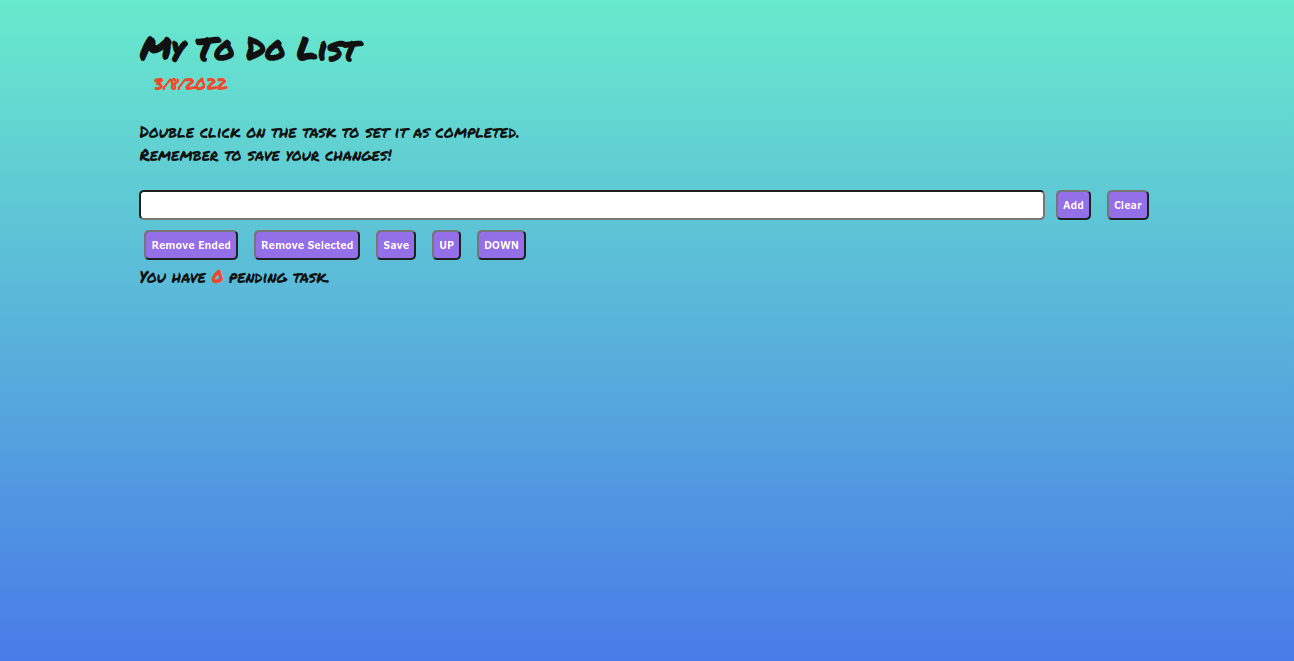 My To Do List
3/8/2022
Double click on the task to set it as completed.
Remember to save your changes!
Add Clear
Remove Ended Remove Selected Save UP DOWN
You have 0 pending task.